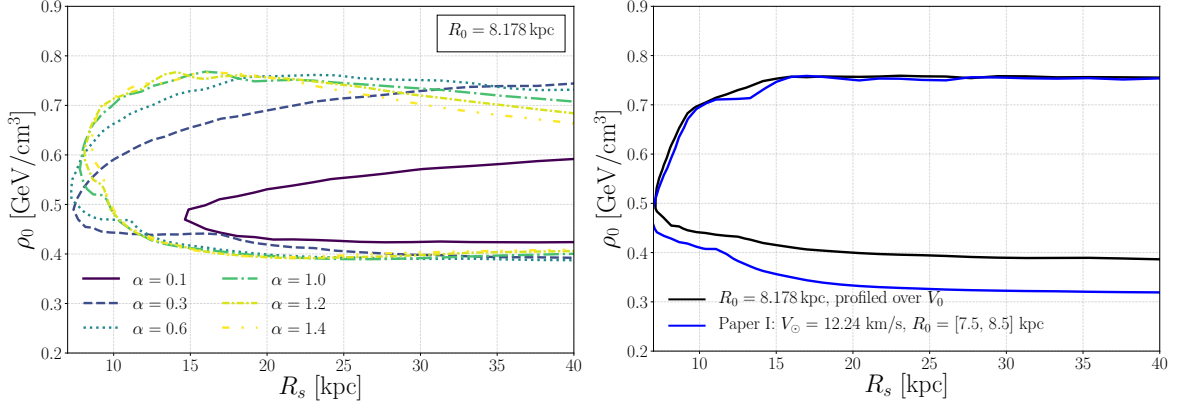 R₀ = 8.178 kpc
ρ₀ [GeV/cm³]
0.9
0.8
0.7
0.6
0.5
0.4
0.3
0.2
α = 0.1
α = 0.3
α = 0.6
α = 1.0
α = 1.2
α = 1.4
10 15 20 25 30 35 40
R_s [kpc]
ρ₀ [GeV/cm³]
0.9
0.8
0.7
0.6
0.5
0.4
0.3
0.2
R₀ = 8.178 kpc, profiled over V₀
Paper I: V_⊙ = 12.24 km/s, R₀ = [7.5, 8.5] kpc
10 15 20 25 30 35 40
R_s [kpc]